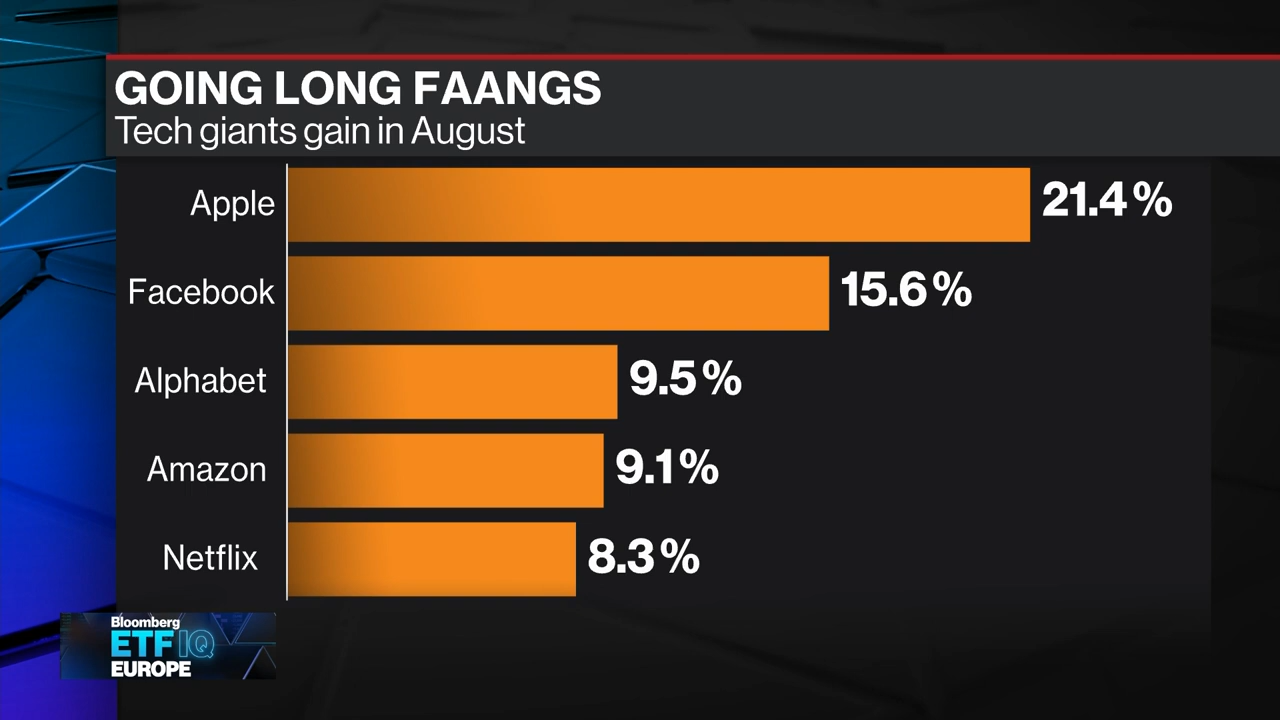 GOING LONG FAANGS
Tech giants gain in August
Apple 21.4%
Facebook 15.6%
Alphabet 9.5%
Amazon 9.1%
Netflix 8.3%
Bloomberg
ETF IQ
EUROPE